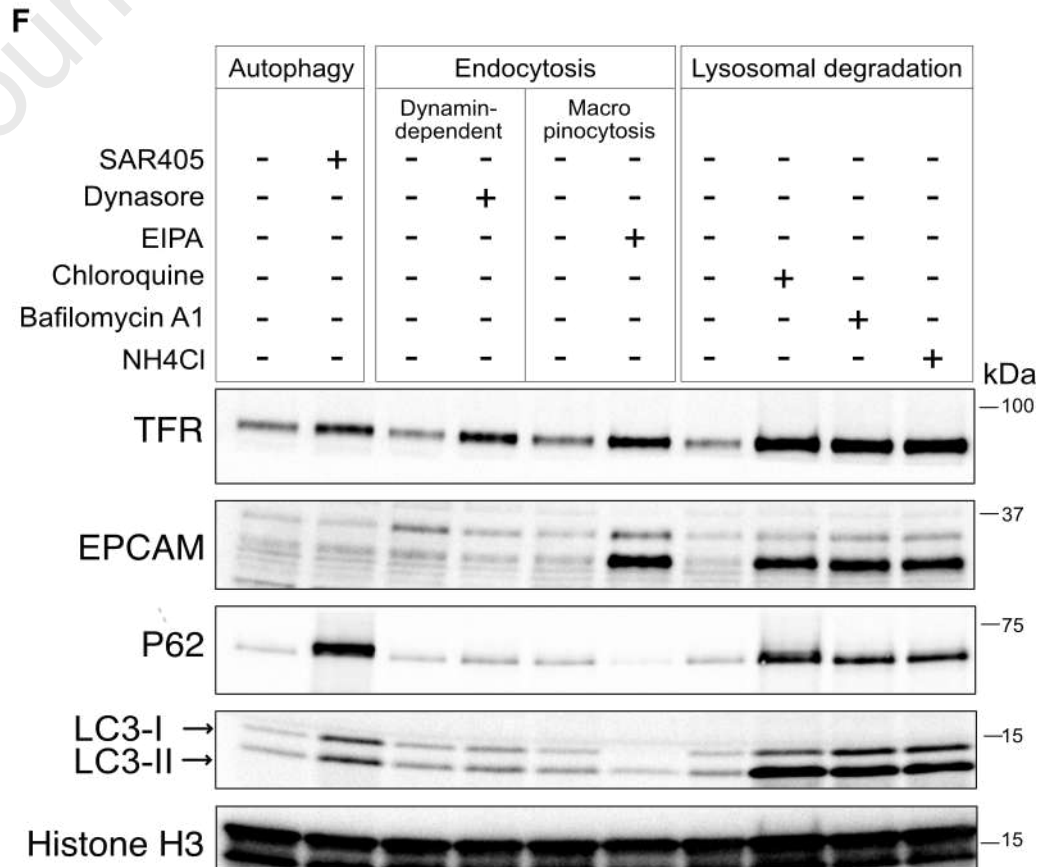 F
Autophagy Endocytosis Lysosomal degradation
Dynamin- Macro
dependent pinocytosis
SAR405 - + - - - - - - - -
Dynasore - - - + - - - - - -
EIPA - - - - - + - - - -
Chloroquine - - - - - - - + - -
Bafilomycin A1 - - - - - - - - + -
NH4Cl - - - - - - - - - +
kDa
TFR —100
EPCAM —37
P62 —75
LC3-I → —15
LC3-II →
Histone H3 —15